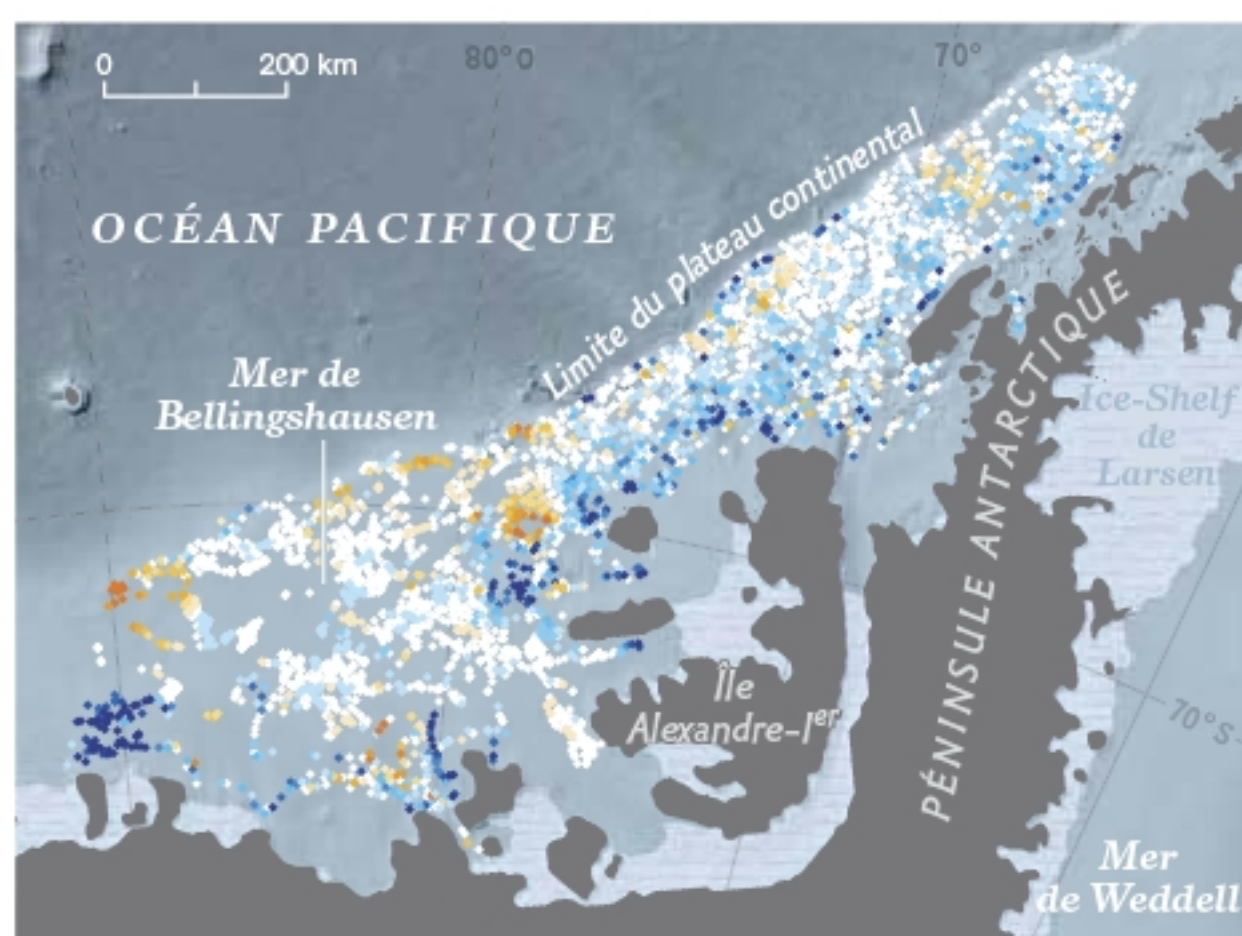 0 200 km
80° O
70°
Limite du plateau continental
OCÉAN PACIFIQUE
Mer de
Bellingshausen
PÉNINSULE ANTARCTIQUE
Ice-Shelf
de
Larsen
Île
Alexandre-Iᵉʳ
70° S
Mer
de Weddell